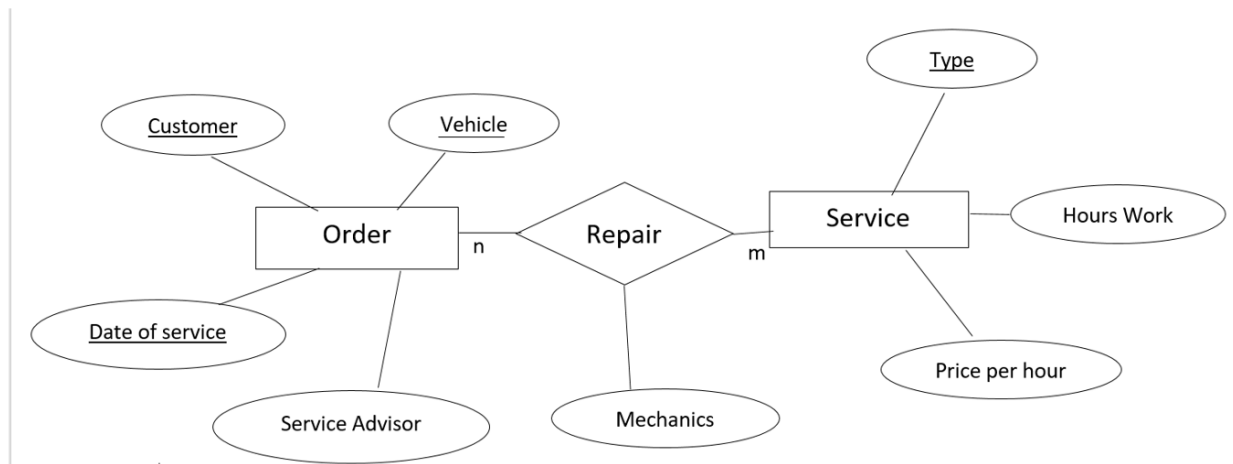 Type
Customer
Vehicle
Order
n
Repair
m
Service
Hours Work
Date of service
Service Advisor
Mechanics
Price per hour